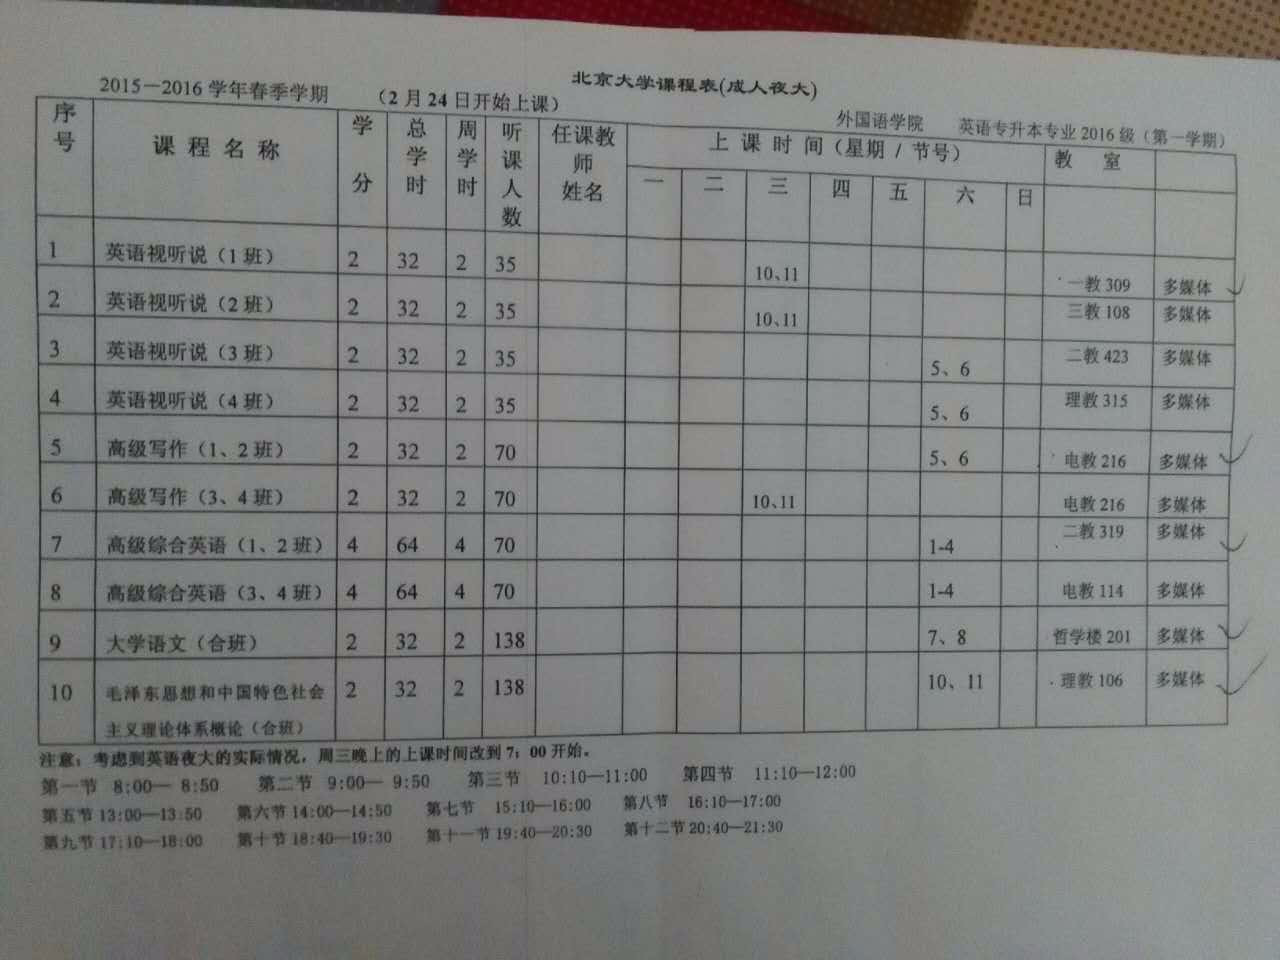 北京大学课程表(成人夜大)
2015－2016 学年春季学期 （2 月 24 日开始上课） 外国语学院 英语专升本专业 2016 级（第一学期）
序号 课 程 名 称 学分 总学时 周学时 听课人数 任课教师姓名 上 课 时 间（星期 / 节号） 教 室
一 二 三 四 五 六 日
1 英语视听说（1 班） 2 32 2 35 10、11 一教 309 多媒体
2 英语视听说（2 班） 2 32 2 35 10、11 三教 108 多媒体
3 英语视听说（3 班） 2 32 2 35 5、6 二教 423 多媒体
4 英语视听说（4 班） 2 32 2 35 5、6 理教 315 多媒体
5 高级写作（1、2 班） 2 32 2 70 5、6 电教 216 多媒体
6 高级写作（3、4 班） 2 32 2 70 10、11 电教 216 多媒体
7 高级综合英语（1、2 班） 4 64 4 70 1-4 二教 319 多媒体
8 高级综合英语（3、4 班） 4 64 4 70 1-4 电教 114 多媒体
9 大学语文（合班） 2 32 2 138 7、8 哲学楼 201 多媒体
10 毛泽东思想和中国特色社会 2 32 2 138 10、11 理教 106 多媒体
主义理论体系概论（合班）
注意：考虑到英语夜大的实际情况，周三晚上的上课时间改到 7：00 开始。
第一节 8:00— 8:50 第二节 9:00— 9:50 第三节 10:10—11:00 第四节 11:10—12:00
第五节 13:00—13:50 第六节 14:00—14:50 第七节 15:10—16:00 第八节 16:10—17:00
第九节 17:10—18:00 第十节 18:40—19:30 第十一节 19:40—20:30 第十二节 20:40—21:30